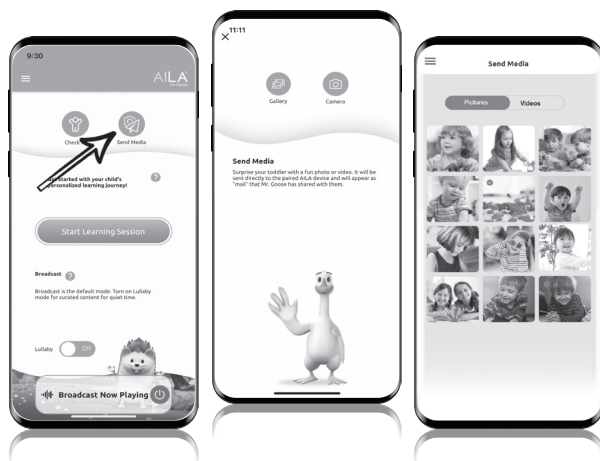 9:30
AILA
Check
Send Media
started with your child's
personalized learning journey!
?
Start Learning Session
Broadcast ?
Broadcast is the default mode. Turn on Lullaby
mode for curated content for quiet time.
Lullaby Off
Broadcast Now Playing
11:11
Gallery
Camera
Send Media
Surprise your toddler with a fun photo or video. It will be
sent directly to the paired AILA device and will appear as
"mail" that Mr. Goose has shared with them.
Send Media
Pictures
Videos